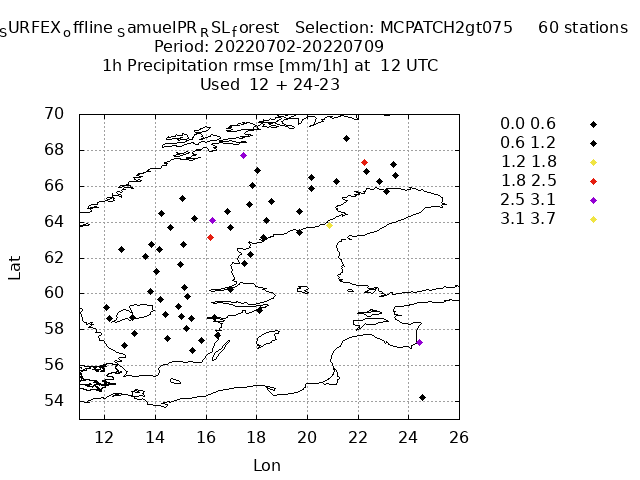 SURFEXoffline SamuelPRRSLforest Selection: MCPATCH2gt075 60 stations
Period: 20220702-20220709
1h Precipitation rmse [mm/1h] at 12 UTC
Used 12 + 24-23
70
68
66
64
62
60
58
56
54
Lat
12 14 16 18 20 22 24 26
Lon
0.0 0.6
0.6 1.2
1.2 1.8
1.8 2.5
2.5 3.1
3.1 3.7